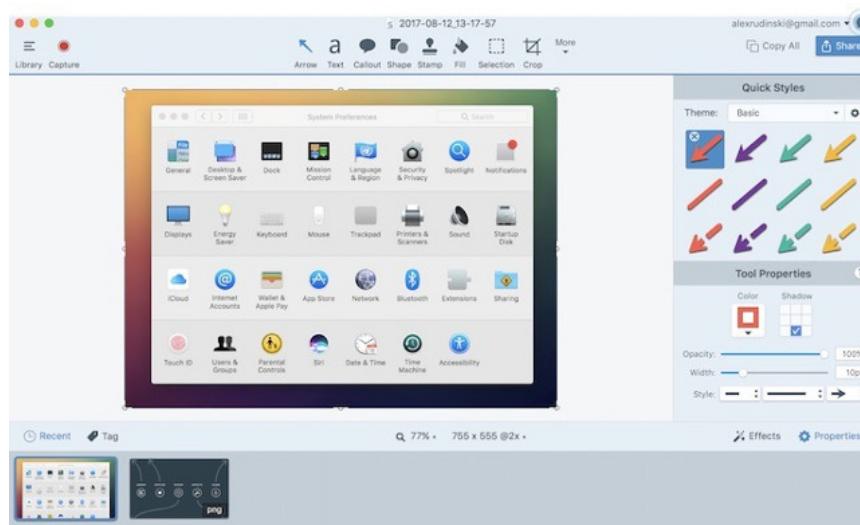 2017-08-12_13-17-57
alexrudinski@gmail.com
Library Capture
Arrow Text Callout Shape Stamp Fill Selection Crop More
Copy All Share
Quick Styles
Theme: Basic
System Preferences
Search
General Desktop & Screen Saver Dock Mission Control Language & Region Security & Privacy Spotlight Notifications
Displays Energy Saver Keyboard Mouse Trackpad Printers & Scanners Sound Startup Disk
iCloud Internet Accounts Wallet & Apple Pay App Store Network Bluetooth Extensions Sharing
Touch ID Users & Groups Parental Controls Siri Date & Time Time Machine Accessibility
Tool Properties
Color Shadow
Opacity: 100%
Width: 10p
Style:
Recent Tag
77% 755 x 555 @2x
Effects Properties
png